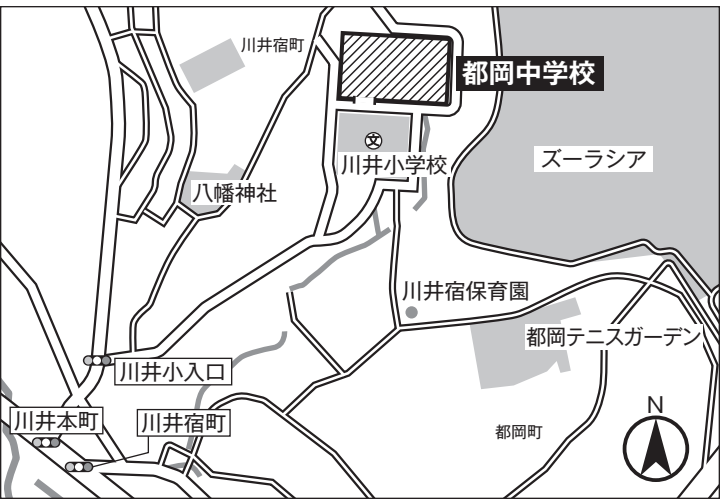 川井宿町
都岡中学校
文
川井小学校
ズーラシア
八幡神社
川井宿保育園
都岡テニスガーデン
川井小入口
川井本町
川井宿町
都岡町
N